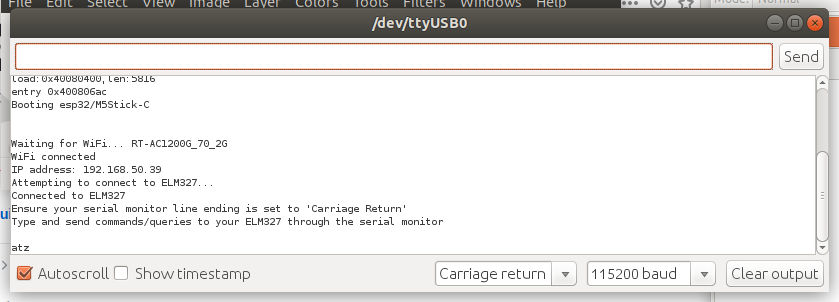 File Edit Select View Image Layer Colors Tools Filters Windows Help
Mode: Normal
/dev/ttyUSB0
Send
load:0x40080400,len:5816
entry 0x400806ac
Booting esp32/M5Stick-C
Waiting for WiFi... RT-AC1200G_70_2G
WiFi connected
IP address: 192.168.50.39
Attempting to connect to ELM327...
Connected to ELM327
Ensure your serial monitor line ending is set to 'Carriage Return'
Type and send commands/queries to your ELM327 through the serial monitor
atz
Autoscroll Show timestamp Carriage return 115200 baud Clear output